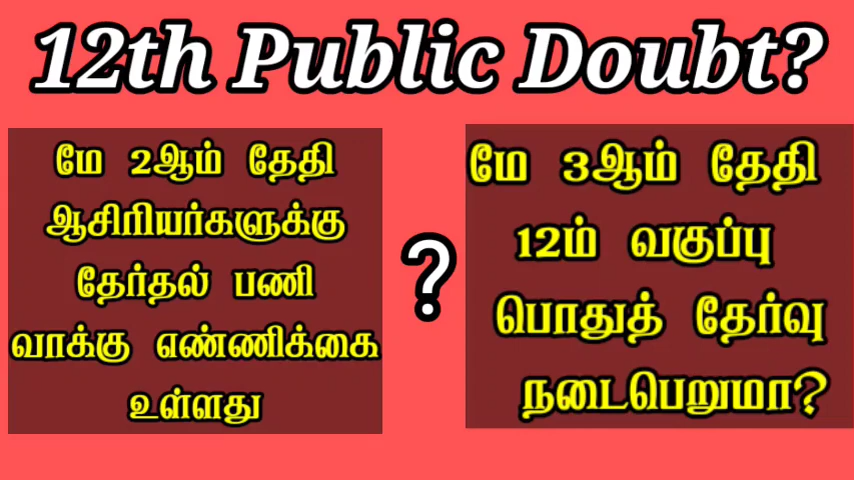 12th Public Doubt?
மே 2ஆம் தேதி
ஆசிரியர்களுக்கு
தேர்தல் பணி
வாக்கு எண்ணிக்கை
உள்ளது
?
மே 3ஆம் தேதி
12ம் வகுப்பு
பொதுத் தேர்வு
நடைபெறுமா?